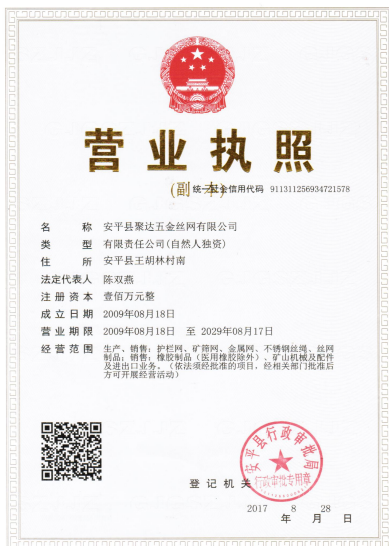 营业执照
(副 本)
统一社会信用代码 911311256934721578
名 称 安平县聚达五金丝网有限公司
类 型 有限责任公司(自然人独资)
住 所 安平县王胡林村南
法定代表人 陈双燕
注册资本 壹佰万元整
成立日期 2009年08月18日
营业期限 2009年08月18日 至 2029年08月17日
经营范围 生产、销售：护栏网、矿筛网、金属网、不锈钢丝绳、丝网
制品；销售：橡胶制品（医用橡胶除外）、矿山机械及配件
及进出口业务。（依法须经批准的项目，经相关部门批准后
方可开展经营活动）
安平县行政审批局
行政审批专用章
登记机关
2017 8 28
年 月 日